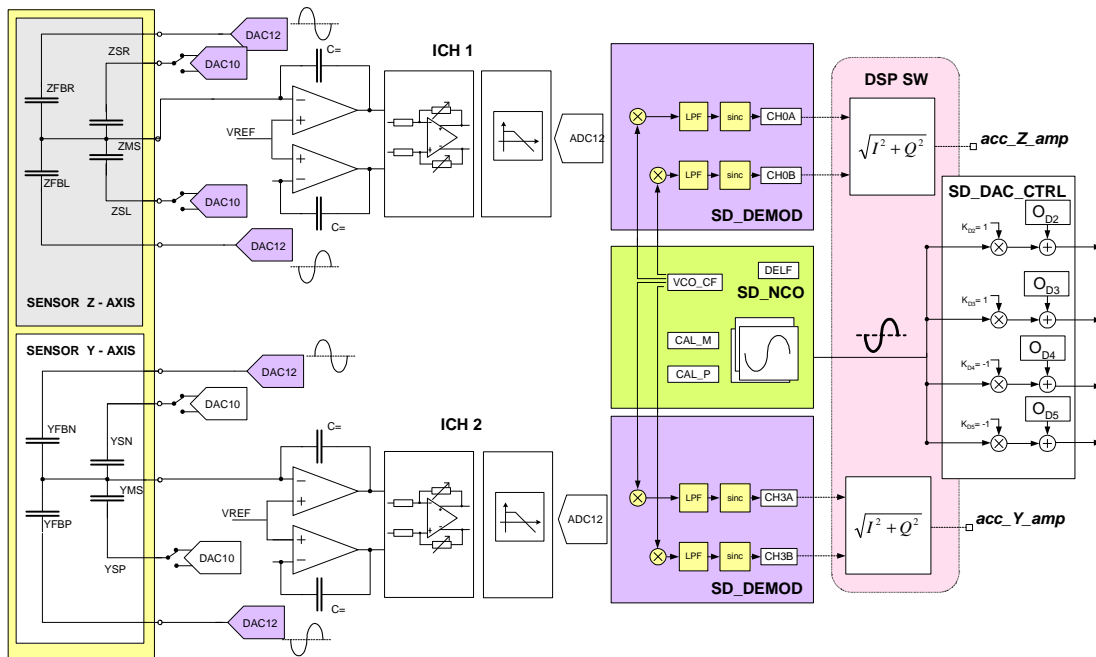 DAC12
ZSR
DAC10
ZFBR
ZMS
ZFBL
ZSL
DAC10
DAC12
SENSOR Z - AXIS
ICH 1
C=
VREF
C=
ADC12
LPF
sinc
CH0A
LPF
sinc
CH0B
SD_DEMOD
DSP SW
√I² + Q²
acc_Z_amp
SD_DAC_CTRL
O_D2
K_D2= 1
O_D3
K_D3= 1
O_D4
K_D4= -1
O_D5
K_D5= -1
DELF
VCO_CF
SD_NCO
CAL_M
CAL_P
SENSOR Y - AXIS
DAC12
DAC10
YFBN
YSN
YMS
YFBP
YSP
DAC10
DAC12
ICH 2
C=
VREF
C=
ADC12
LPF
sinc
CH3A
LPF
sinc
CH3B
SD_DEMOD
√I² + Q²
acc_Y_amp